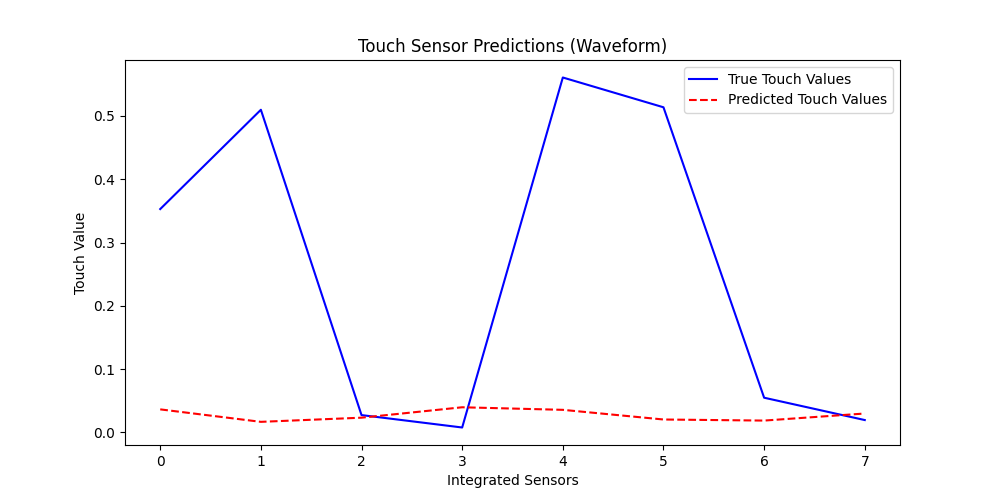 Touch Sensor Predictions (Waveform)
True Touch Values
Predicted Touch Values
Touch Value
0.5
0.4
0.3
0.2
0.1
0.0
0 1 2 3 4 5 6 7
Integrated Sensors